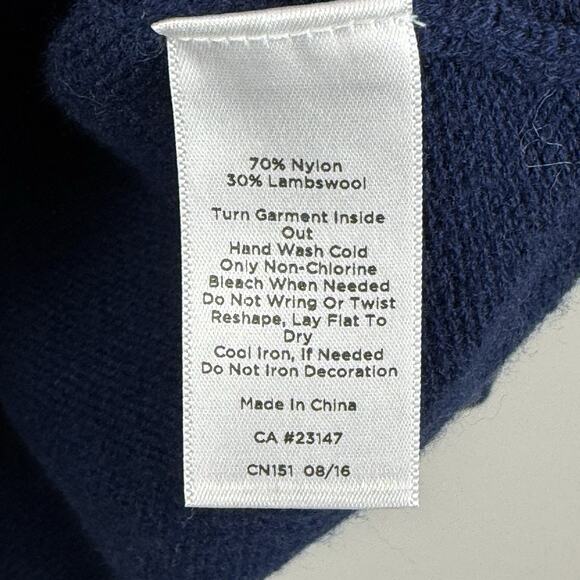 70% Nylon
30% Lambswool
Turn Garment Inside
Out
Hand Wash Cold
Only Non-Chlorine
Bleach When Needed
Do Not Wring Or Twist
Reshape, Lay Flat To
Dry
Cool Iron, If Needed
Do Not Iron Decoration
Made In China
CA #23147
CN151 08/16